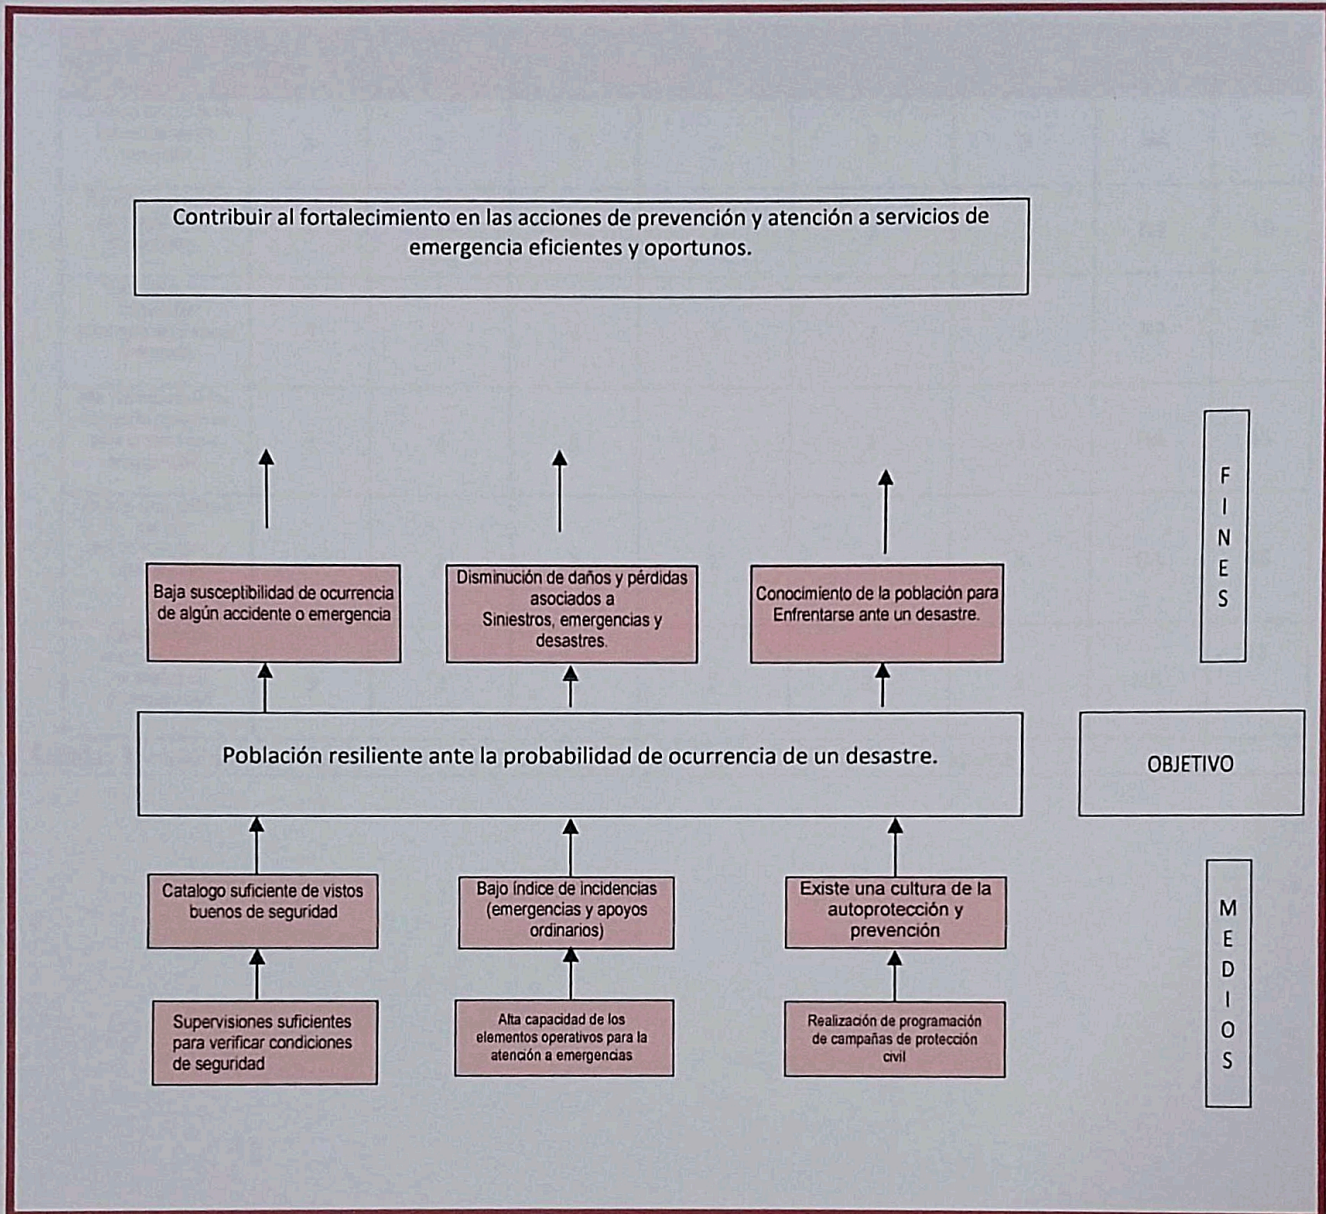 Contribuir al fortalecimiento en las acciones de prevención y atención a servicios de
emergencia eficientes y oportunos.
Baja susceptibilidad de ocurrencia
de algún accidente o emergencia
Disminución de daños y pérdidas
asociados a
Siniestros, emergencias y
desastres.
Conocimiento de la población para
Enfrentarse ante un desastre.
F
I
N
E
S
Población resiliente ante la probabilidad de ocurrencia de un desastre.
OBJETIVO
Catalogo suficiente de vistos
buenos de seguridad
Bajo índice de incidencias
(emergencias y apoyos
ordinarios)
Existe una cultura de la
autoprotección y
prevención
Supervisiones suficientes
para verificar condiciones
de seguridad
Alta capacidad de los
elementos operativos para la
atención a emergencias
Realización de programación
de campañas de protección
civil
M
E
D
I
O
S